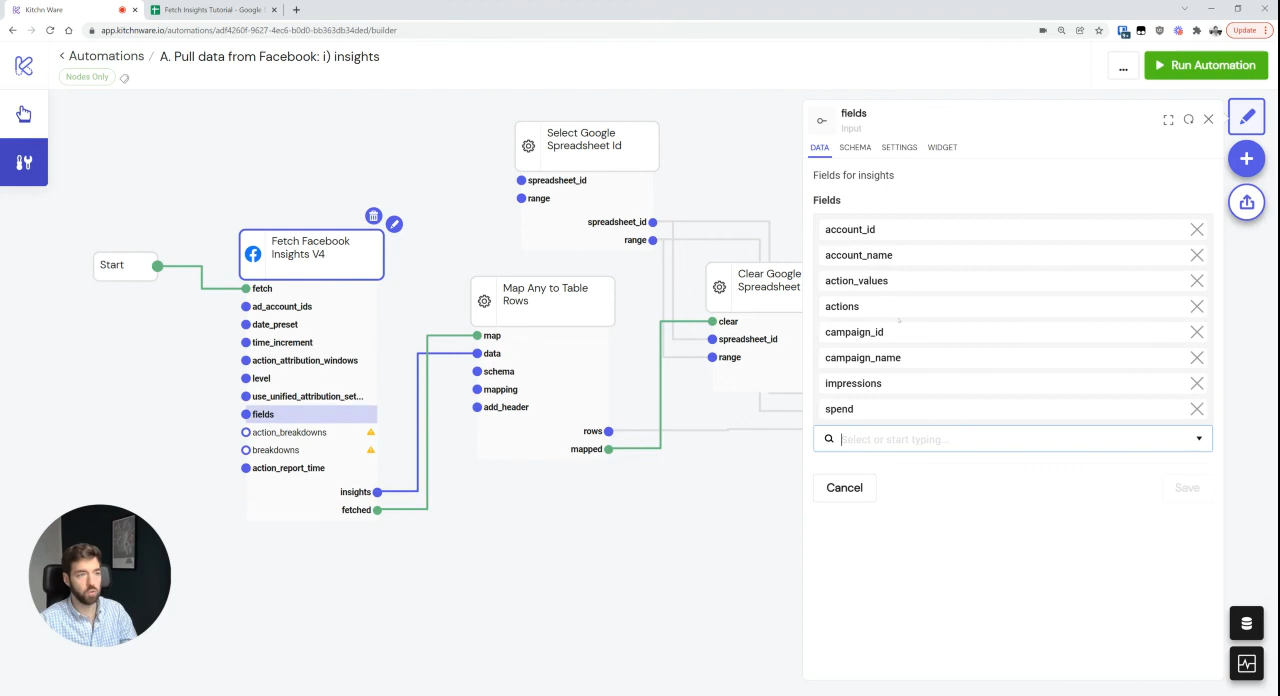 Kitchn Ware
Fetch Insights Tutorial - Google
app.kitchnware.io/automations/adf4260f-9627-4ec6-b0d0-bb363db34ded/builder
Update
Automations / A. Pull data from Facebook: i) insights
Nodes Only
...
Run Automation
Start
Fetch Facebook
Insights V4
fetch
ad_account_ids
date_preset
time_increment
action_attribution_windows
level
use_unified_attribution_set...
fields
action_breakdowns
breakdowns
action_report_time
insights
fetched
Select Google
Spreadsheet Id
spreadsheet_id
range
spreadsheet_id
range
Map Any to Table
Rows
map
data
schema
mapping
add_header
rows
mapped
Clear Google
Spreadsheet
clear
spreadsheet_id
range
fields
Input
DATA
SCHEMA
SETTINGS
WIDGET
Fields for insights
Fields
account_id
account_name
action_values
actions
campaign_id
campaign_name
impressions
spend
Select or start typing...
Cancel
Save